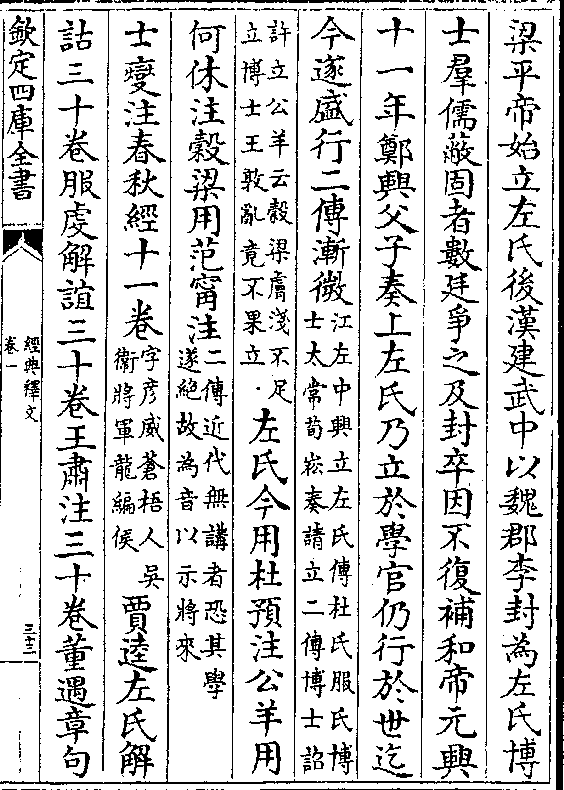 梁平帝始立左氏後漢建武中以魏郡李封為左氏博
士羣儒蔽固者數廷爭之及封卒因不復補和帝元興
十一年鄭興父子奏上左氏乃立於學官仍行於世迄
今遂盛行二傳漸微江左中興立左氏傳杜氏服氏博
士太常荀崧奏請立二傳博士詔
許立公羊云穀梁膚淺不足
立博士王敦亂竟不果立左氏今用杜預注公羊用
何休注穀梁用范甯注二傳近代無講者恐其學
遂絕故為音以示將來
士燮注春秋經十一卷字彦威蒼梧人吳
衛將軍龍編侯賈逵左氏解
詁三十卷服虔解誼三十卷王肅注三十卷董遇章句
欽定四庫全書
經典釋文
卷一
三十二